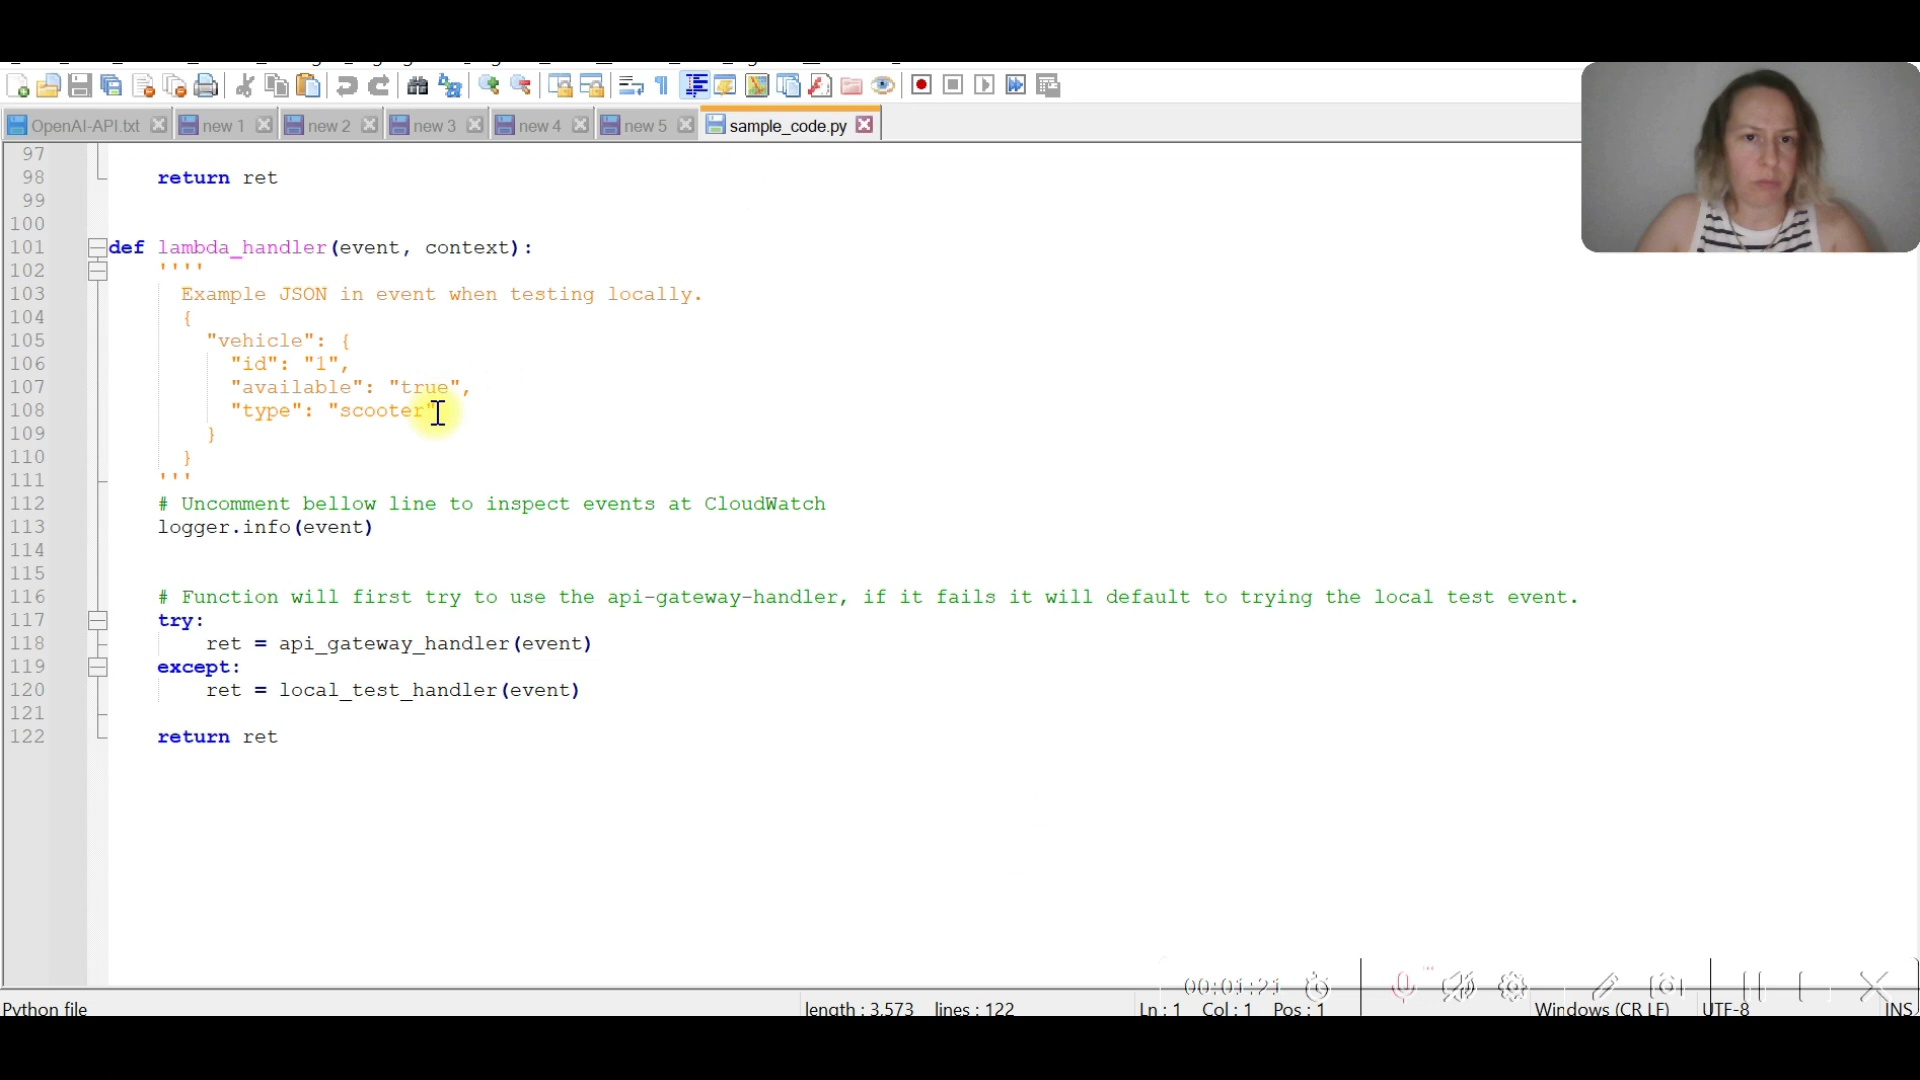 OpenAI-API.txt new 1 new 2 new 3 new 4 new 5 sample_code.py
97
98 return ret
99
100
101 def lambda_handler(event, context):
102 ''''
103 Example JSON in event when testing locally.
104 {
105 "vehicle": {
106 "id": "1",
107 "available": "true",
108 "type": "scooter"
109 }
110 }
111 '''
112 # Uncomment bellow line to inspect events at CloudWatch
113 logger.info(event)
114
115
116 # Function will first try to use the api-gateway-handler, if it fails it will default to trying the local test event.
117 try:
118 ret = api_gateway_handler(event)
119 except:
120 ret = local_test_handler(event)
121
122 return ret
00:01:21
Python file length : 3.573 lines : 122 Ln : 1 Col : 1 Pos : 1 Windows (CR LF) UTF-8 INS